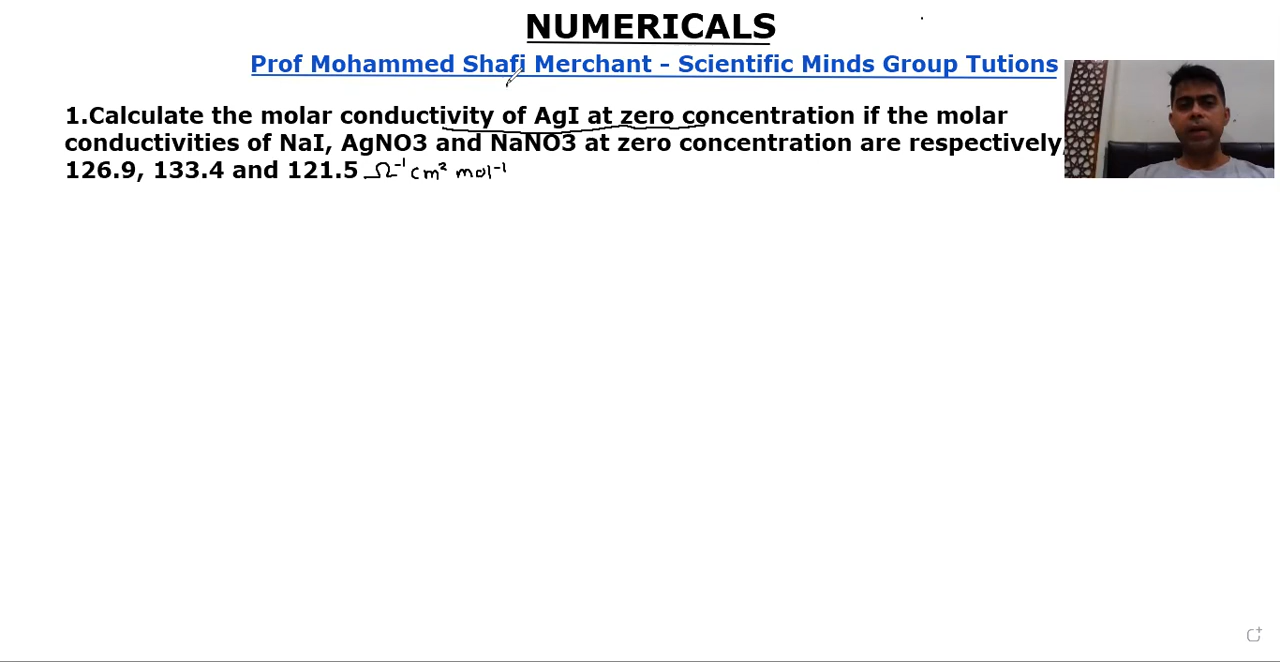 NUMERICALS
Prof Mohammed Shafi Merchant - Scientific Minds Group Tutions
1.Calculate the molar conductivity of AgI at zero concentration if the molar
conductivities of NaI, AgNO3 and NaNO3 at zero concentration are respectively,
126.9, 133.4 and 121.5 Ω⁻¹ cm² mol⁻¹